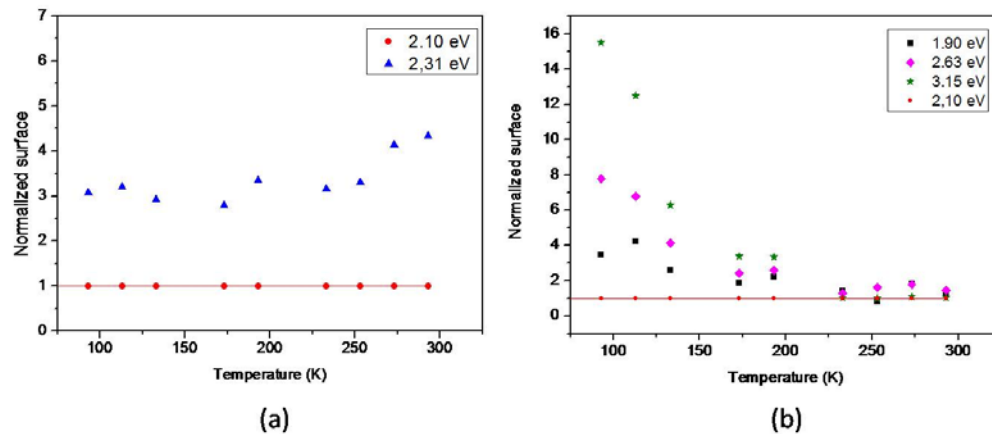 7
6
5
4
3
2
1
0
Normalized surface
2.10 eV
2,31 eV
100
150
200
250
300
Temperature (K)
(a)
16
14
12
10
8
6
4
2
0
Normalized surface
1.90 eV
2.63 eV
3.15 eV
2,10 eV
100
150
200
250
300
Temperature (K)
(b)